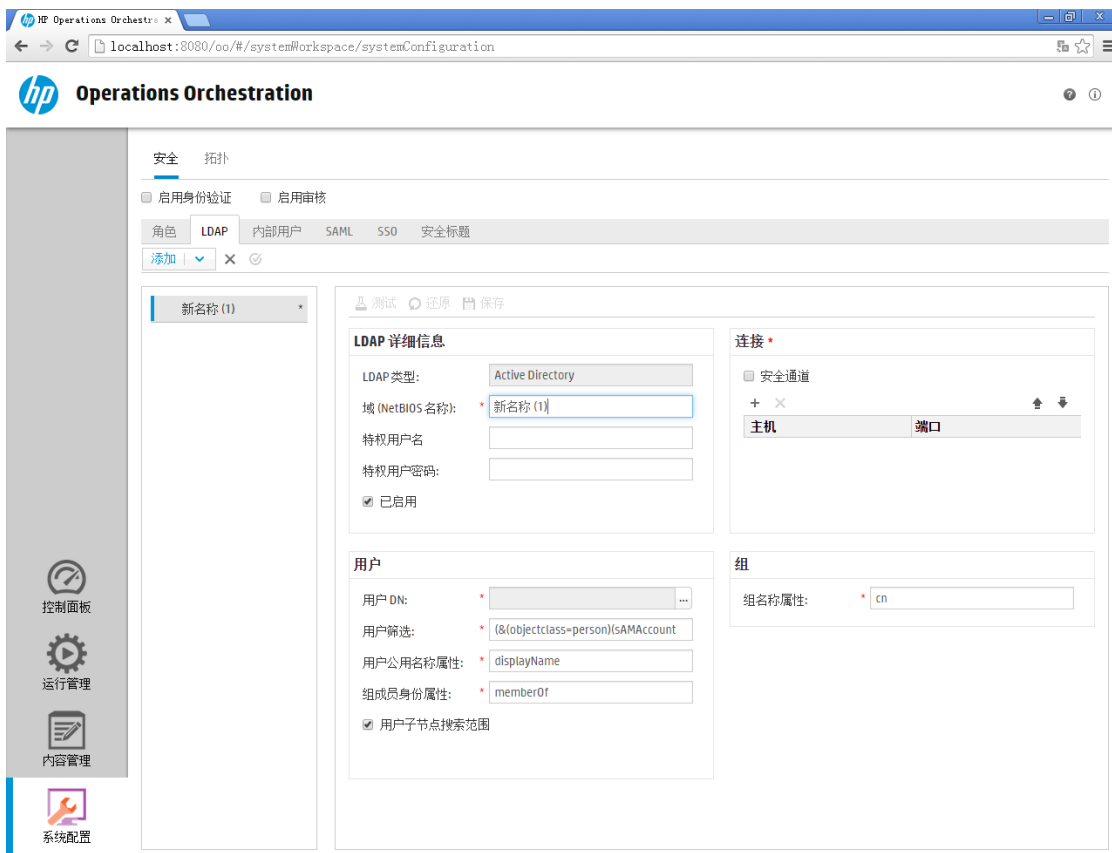 HP Operations Orchestra
localhost:8080/oo/#/systemWorkspace/systemConfiguration
hp Operations Orchestration
安全 拓扑
启用身份验证 启用审核
角色 LDAP 内部用户 SAML SSO 安全标题
添加
新名称 (1) *
测试 还原 保存
LDAP 详细信息
LDAP 类型: Active Directory
域 (NetBIOS 名称): * 新名称 (1)
特权用户名
特权用户密码:
已启用
连接 *
安全通道
主机 端口
用户
用户 DN: * ...
用户筛选: * (&(objectclass=person)(sAMAccount
用户公用名称属性: * displayName
组成员身份属性: * memberOf
用户子节点搜索范围
组
组名称属性: * cn
控制面板
运行管理
内容管理
系统配置